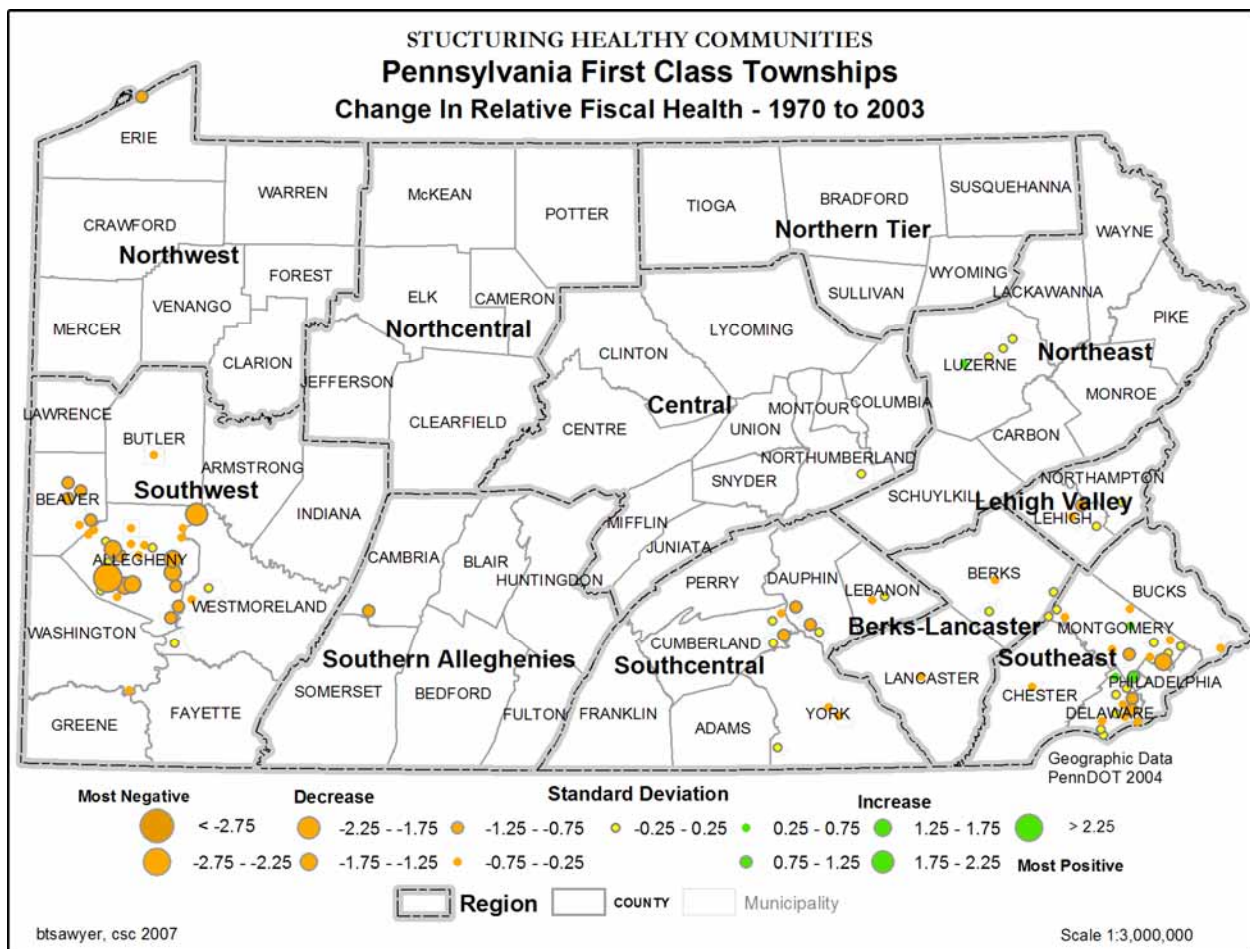 STUCTURING HEALTHY COMMUNITIES
Pennsylvania First Class Townships
Change In Relative Fiscal Health - 1970 to 2003
ERIE
WARREN
McKEAN
POTTER
TIOGA
BRADFORD
SUSQUEHANNA
CRAWFORD
Northwest
Northern Tier
WAYNE
FOREST
WYOMING
VENANGO
ELK
CAMERON
SULLIVAN
LACKAWANNA
MERCER
Northcentral
LYCOMING
PIKE
CLARION
CLINTON
LUZERNE
Northeast
JEFFERSON
LAWRENCE
CLEARFIELD
Central
MONTOUR
COLUMBIA
MONROE
BUTLER
CENTRE
UNION
CARBON
ARMSTRONG
NORTHUMBERLAND
BEAVER
Southwest
SNYDER
SCHUYLKILL
NORTHAMPTON
Lehigh Valley
INDIANA
MIFFLIN
LEHIGH
ALLEGHENY
CAMBRIA
BLAIR
JUNIATA
HUNTINGDON
PERRY
DAUPHIN
LEBANON
BERKS
BUCKS
WESTMORELAND
WASHINGTON
CUMBERLAND
Berks-Lancaster
MONTGOMERY
Southern Alleghenies
Southcentral
Southeast
LANCASTER
PHILADELPHIA
SOMERSET
BEDFORD
FULTON
FRANKLIN
CHESTER
GREENE
FAYETTE
ADAMS
YORK
DELAWARE
Geographic Data
PennDOT 2004
Most Negative
Decrease
Standard Deviation
Increase
< -2.75
-2.25 - -1.75
-1.25 - -0.75
-0.25 - 0.25
0.25 - 0.75
1.25 - 1.75
> 2.25
-2.75 - -2.25
-1.75 - -1.25
-0.75 - -0.25
0.75 - 1.25
1.75 - 2.25
Most Positive
Region
COUNTY
Municipality
btsawyer, csc 2007
Scale 1:3,000,000